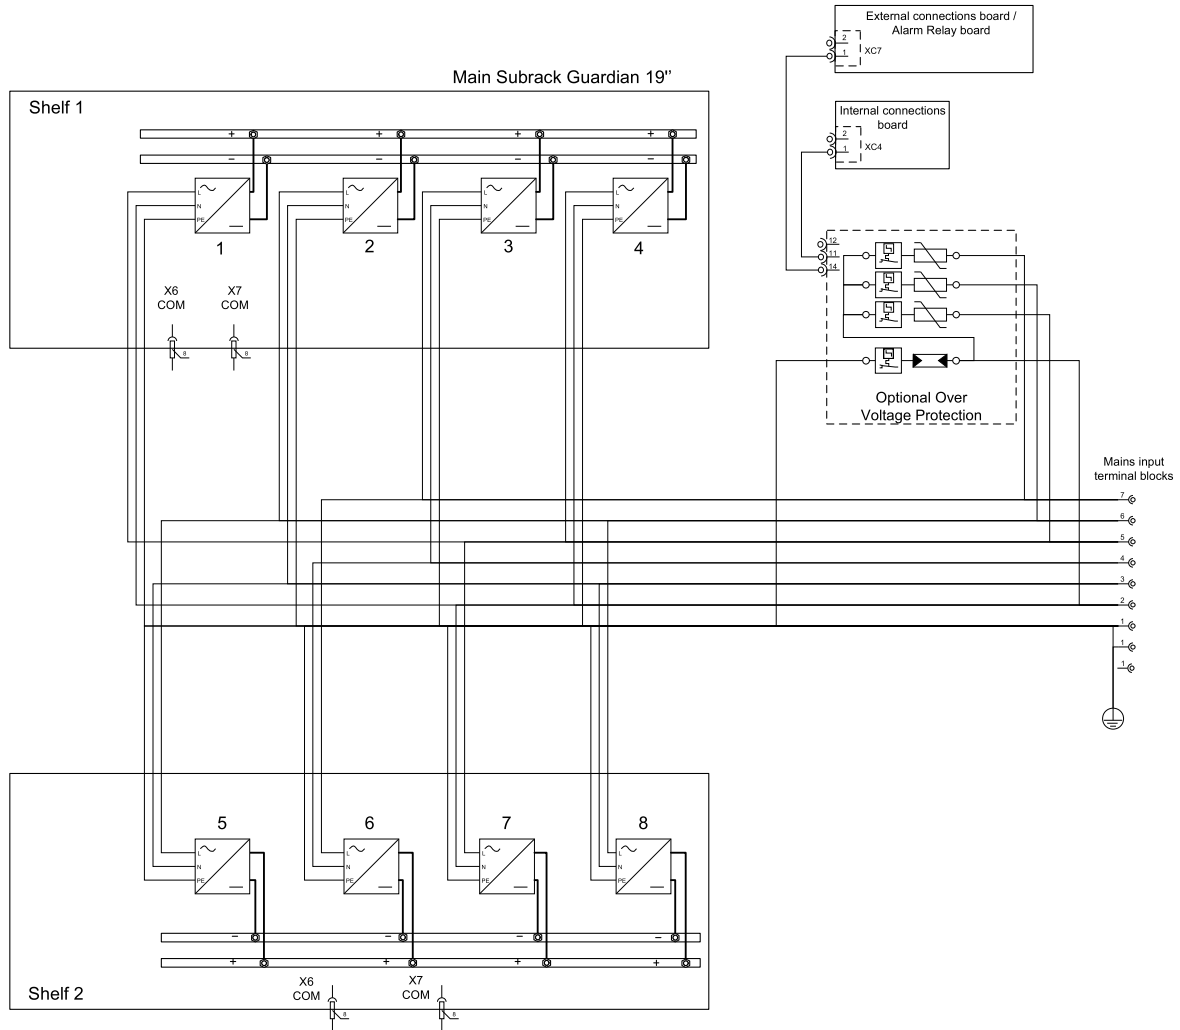 External connections board /
Alarm Relay board
2
1
XC7
Main Subrack Guardian 19"
Shelf 1
Internal connections
board
2
1
XC4
+ + + +
− − − −
L L L L
N N N N
PE PE PE PE
1 2 3 4
12
11
14
X6
COM
X7
COM
8 8
Optional Over
Voltage Protection
Mains input
terminal blocks
7
6
5
4
3
2
1
1
1
5 6 7 8
L L L L
N N N N
PE PE PE PE
− − − −
+ + + +
X6
COM
X7
COM
Shelf 2
8 8